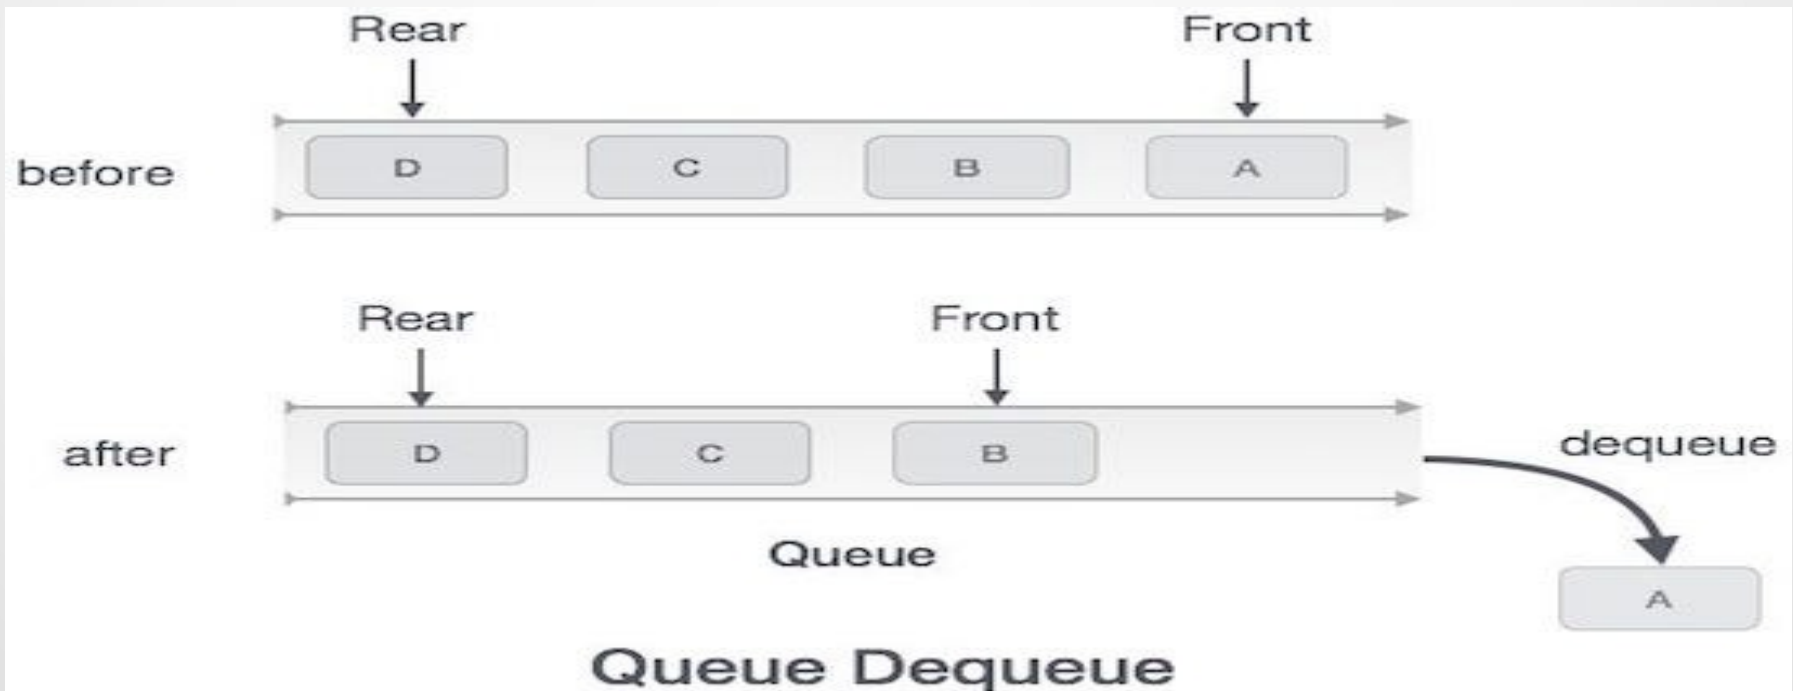 Rear Front
before D C B A
Rear Front
after D C B dequeue
Queue
A
Queue Dequeue